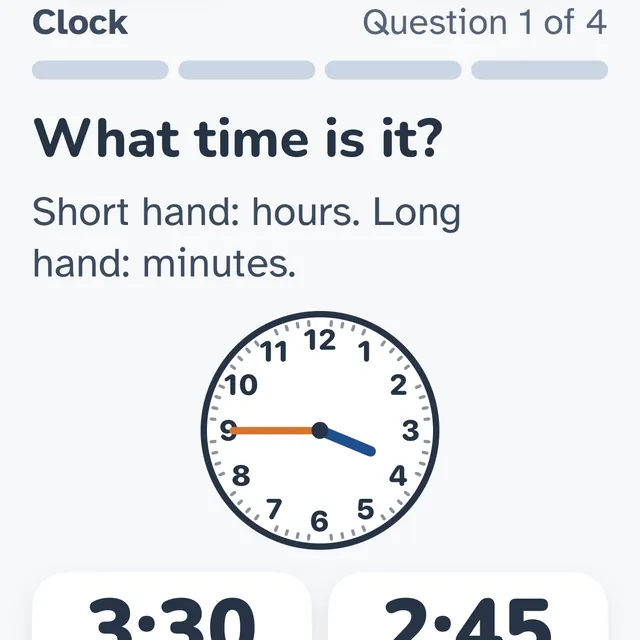 Clock
Question 1 of 4
What time is it?
Short hand: hours. Long
hand: minutes.
12
11 1
10 2
9 3
8 4
7 5
6
3:30 2:45